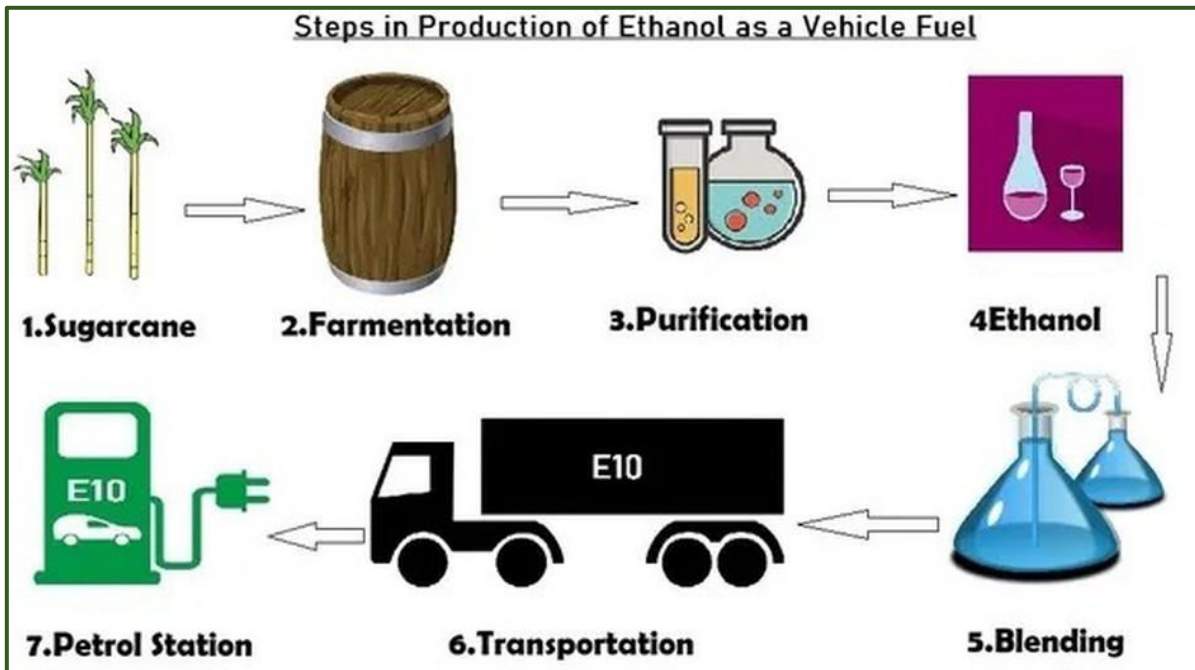 Steps in Production of Ethanol as a Vehicle Fuel
1.Sugarcane
2.Farmentation
3.Purification
4Ethanol
E10
E10
7.Petrol Station
6.Transportation
5.Blending